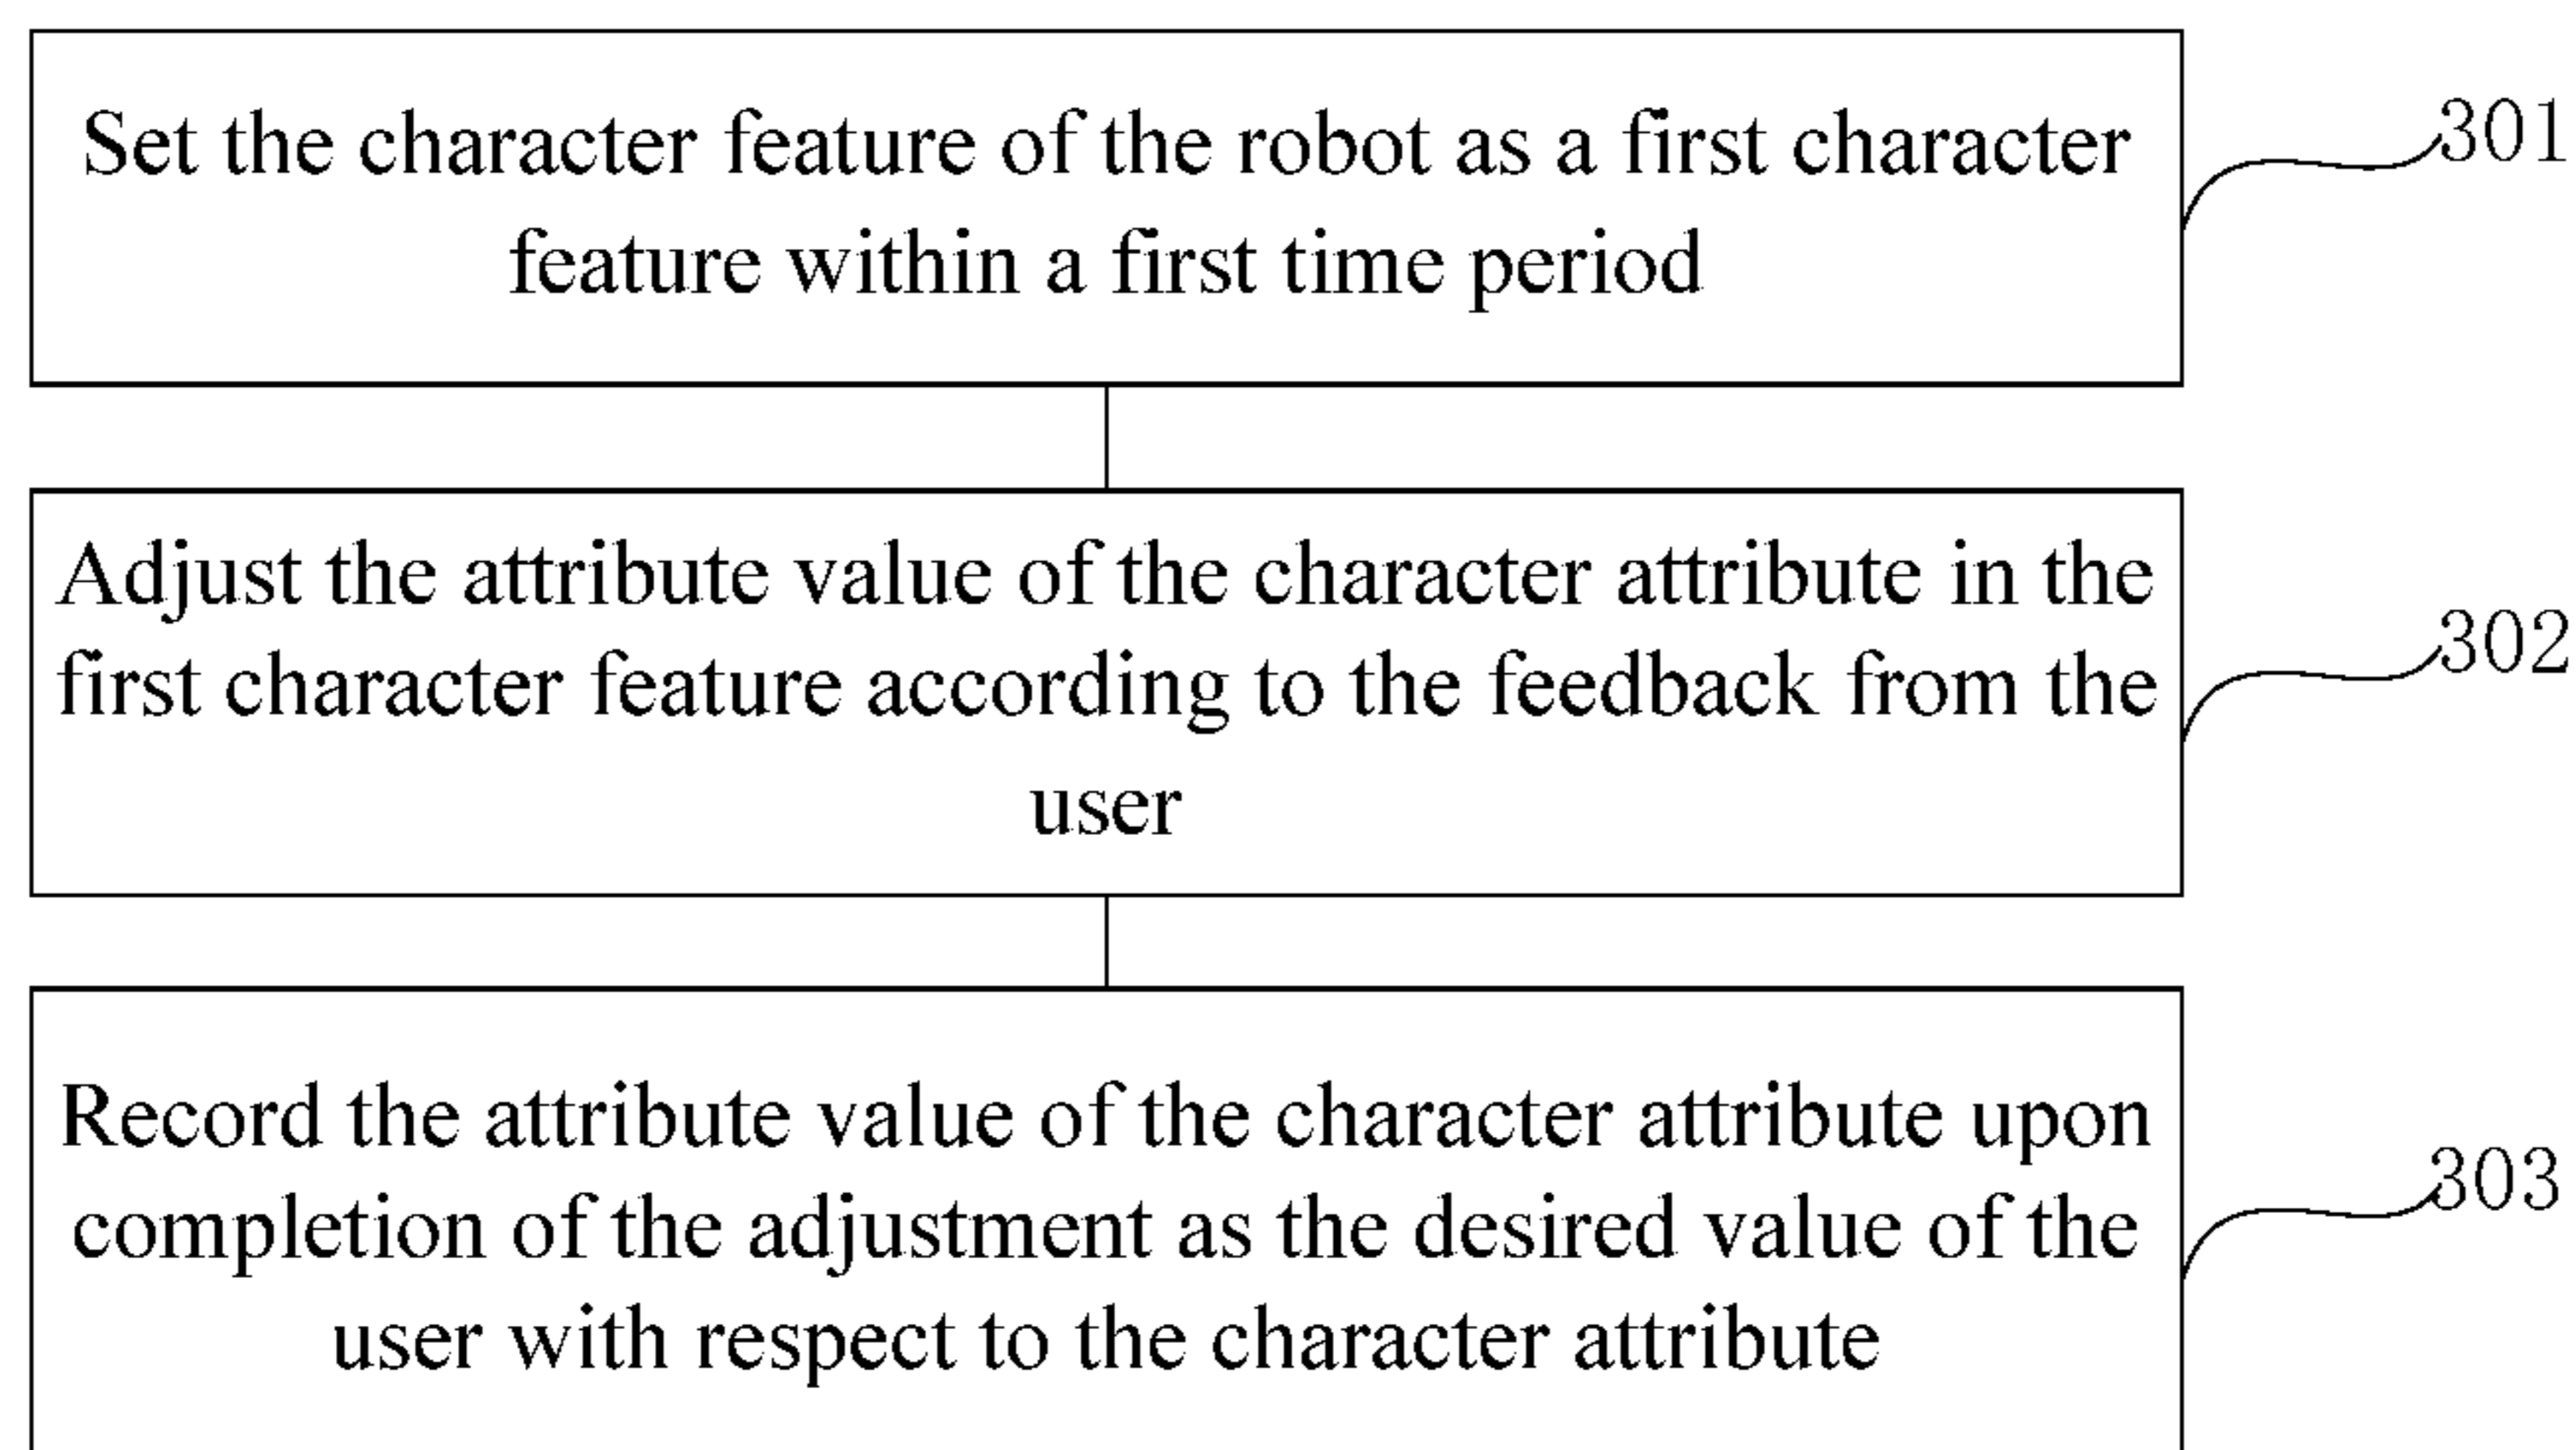 Set the character feature of the robot as a first character
301
feature within a first time period
Adjust the attribute value of the character attribute in the
302
first character feature according to the feedback from the
user
Record the attribute value of the character attribute upon
303
completion of the adjustment as the desired value of the
user with respect to the character attribute